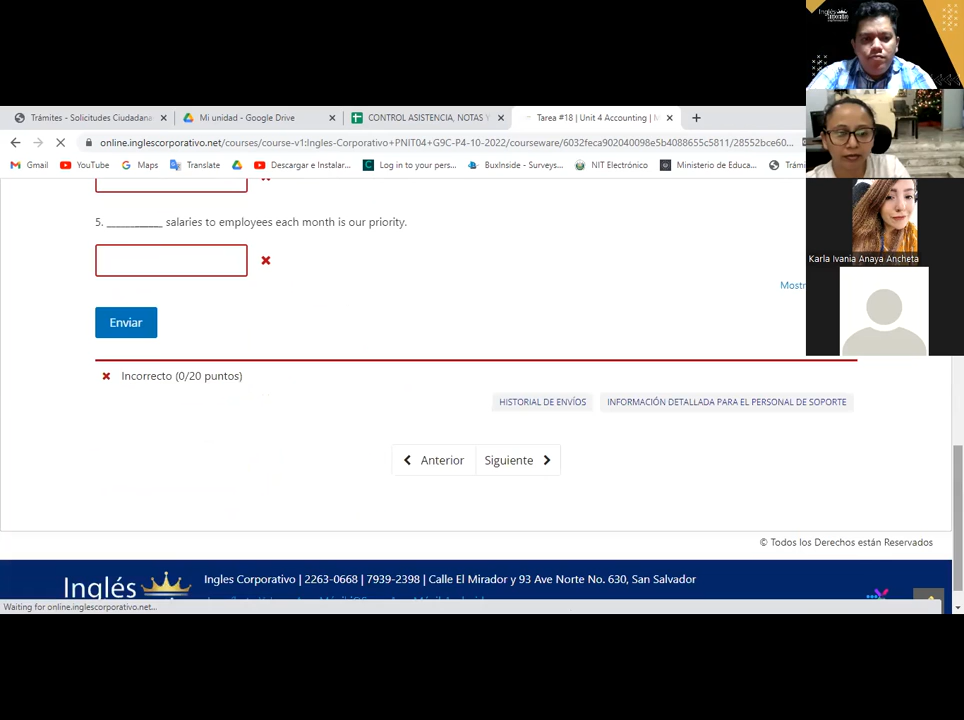 Inglés
Corporativo
Trámites - Solicitudes Ciudadana
Mi unidad - Google Drive
CONTROL ASISTENCIA, NOTAS Y
Tarea #18 | Unit 4 Accounting |
online.inglescorporativo.net/courses/course-v1:Ingles-Corporativo+PNIT04+G9C-P4-10-2022/courseware/6032feca902040098e5b4088655c5811/28552bce60...
Gmail
YouTube
Maps
Translate
Descargar e Instalar...
Log in to your pers...
BuxInside - Surveys...
NIT Electrónico
Ministerio de Educa...
Trámi
5. __________ salaries to employees each month is our priority.
Karla Ivania Anaya Ancheta
Mostr
Enviar
Incorrecto (0/20 puntos)
HISTORIAL DE ENVÍOS
INFORMACIÓN DETALLADA PARA EL PERSONAL DE SOPORTE
Anterior
Siguiente
© Todos los Derechos están Reservados
Inglés
Ingles Corporativo | 2263-0668 | 7939-2398 | Calle El Mirador y 93 Ave Norte No. 630, San Salvador
Waiting for online.inglescorporativo.net...